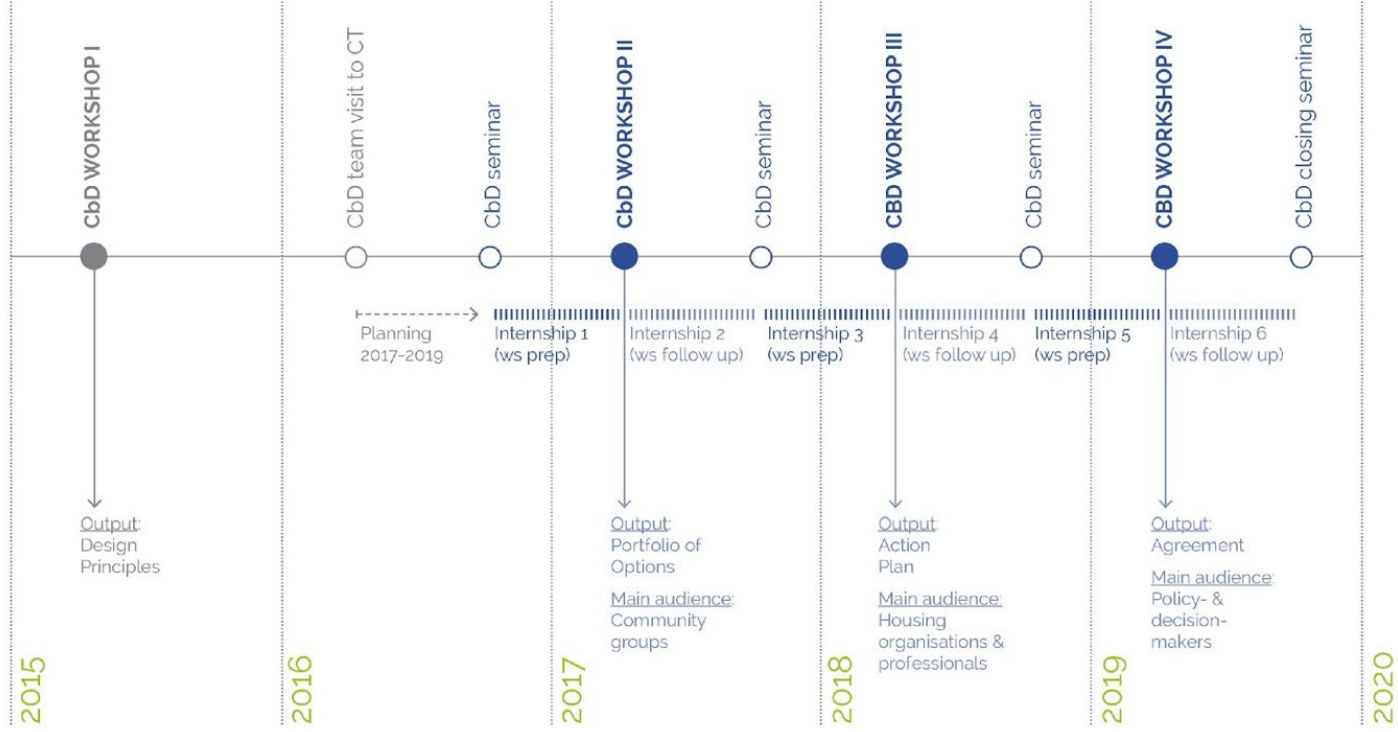 CbD WORKSHOP I
CbD team visit to CT
CbD seminar
CbD WORKSHOP II
CbD seminar
CBD WORKSHOP III
CbD seminar
CBD WORKSHOP IV
CbD closing seminar
Planning
2017-2019
Internship 1
(ws prep)
Internship 2
(ws follow up)
Internship 3
(ws prep)
Internship 4
(ws follow up)
Internship 5
(ws prep)
Internship 6
(ws follow up)
Output:
Design
Principles
Output:
Portfolio of
Options
Main audience:
Community
groups
Output:
Action
Plan
Main audience:
Housing
organisations &
professionals
Output:
Agreement
Main audience:
Policy- &
decision-
makers
2015
2016
2017
2018
2019
2020